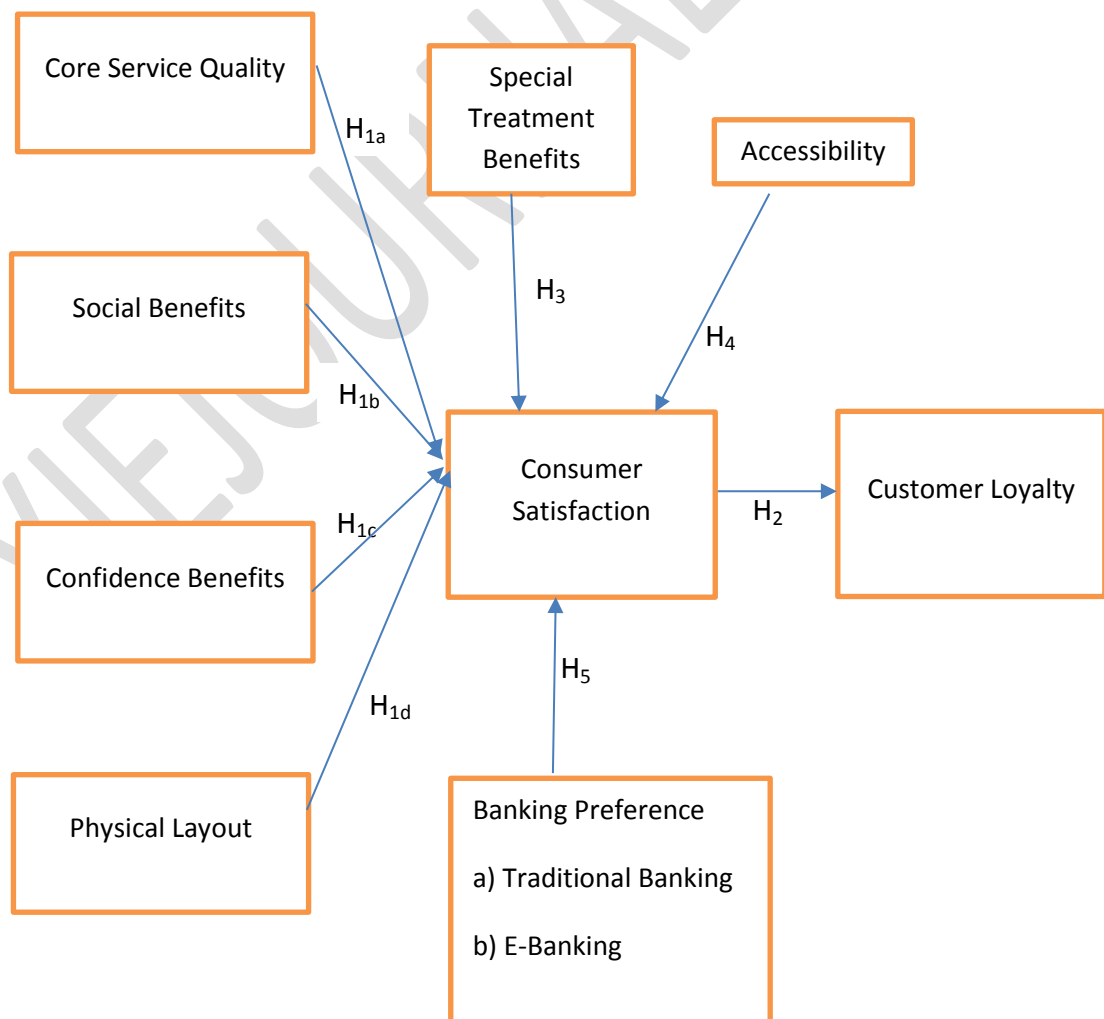 Core Service Quality
Special
Treatment
Benefits
Accessibility
H1a
Social Benefits
H3
H4
H1b
Consumer
Satisfaction
Customer Loyalty
H2
H1c
Confidence Benefits
H5
H1d
Physical Layout
Banking Preference
a) Traditional Banking
b) E-Banking